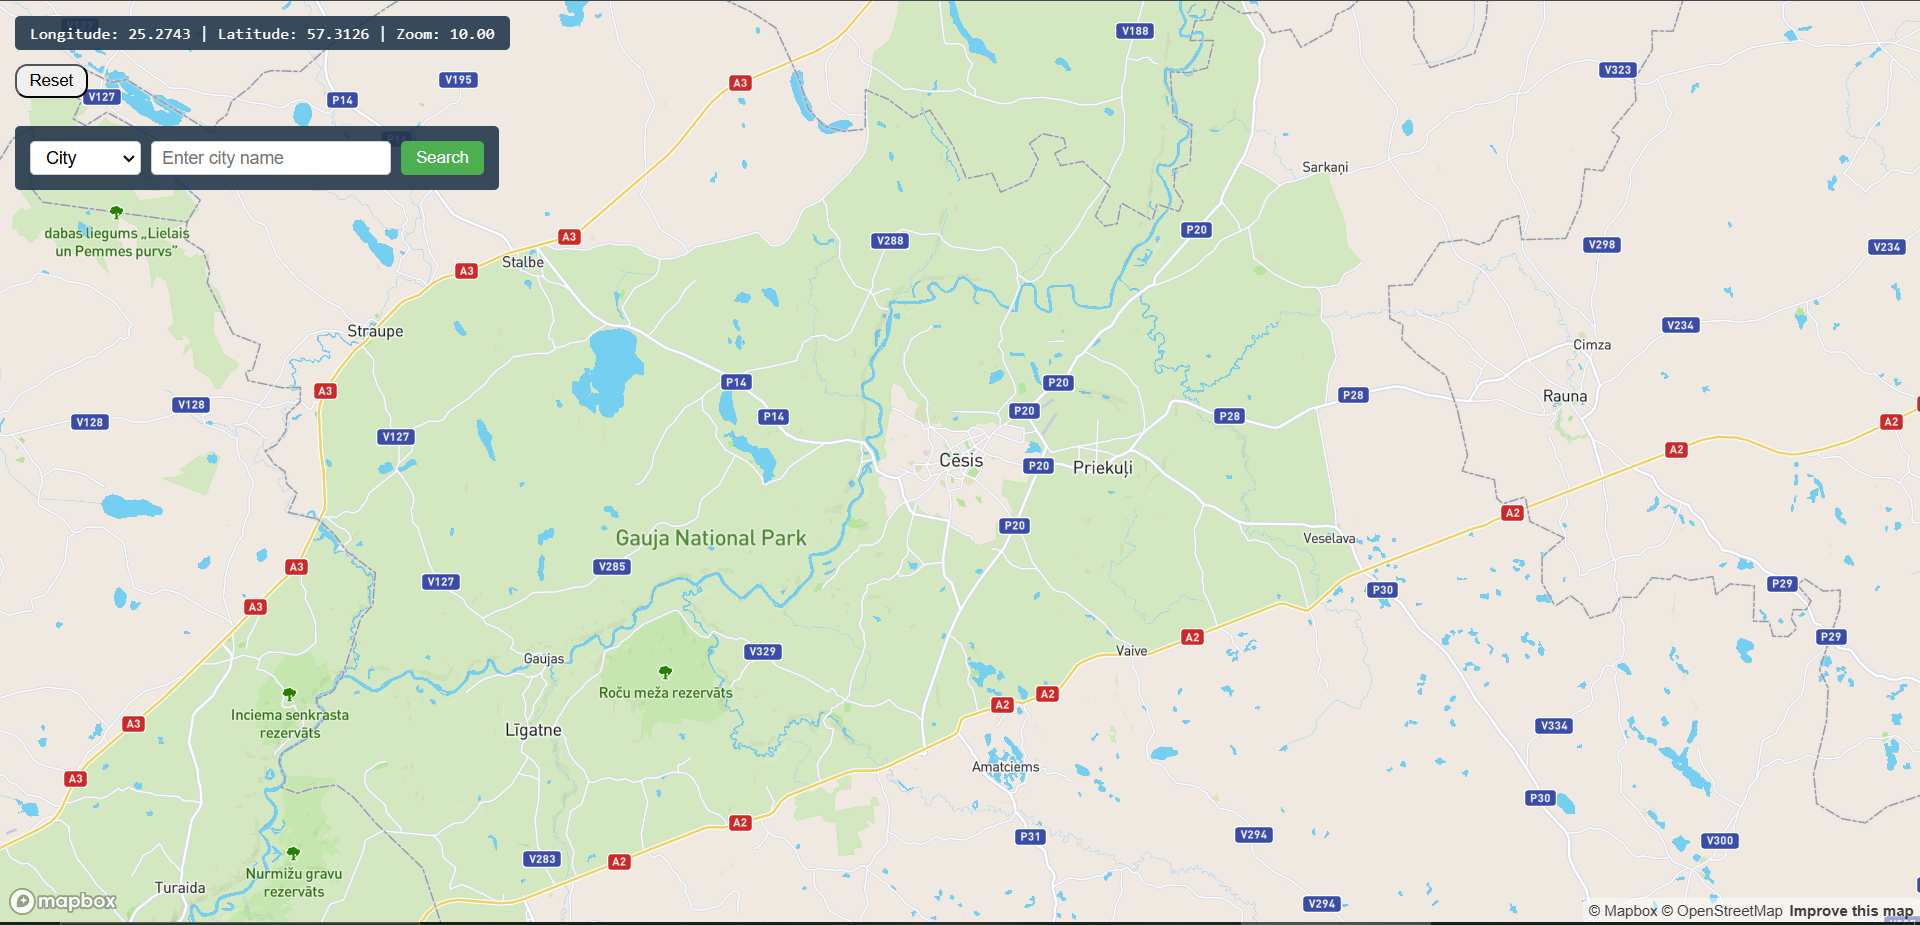 Longitude: 25.2743 | Latitude: 57.3126 | Zoom: 10.00
V188
V323
Reset
V195
A3
V127
P14
City
Enter city name
Search
Sarkaņi
dabas liegums „Lielais
un Pemmes purvs”
A3
V288
P20
V298
V234
Stalbe
A3
Straupe
V234
Cimza
A3
P14
P20
P28
Rauna
V128
V128
P14
P20
P28
A2
V127
A2
Cēsis
P20
Priekuļi
A2
P20
Gauja National Park
Veselava
A3
V285
V127
P30
P29
A3
A2
P29
Gaujas
V329
Vaive
Roču meža rezervāts
A2
A2
Inciema senkrasta
rezervāts
A3
Līgatne
V334
A3
Amatciems
P30
A2
P31
V294
V300
V283
A2
Nurmižu gravu
rezervāts
Turaida
mapbox
V294
© Mapbox © OpenStreetMap Improve this map